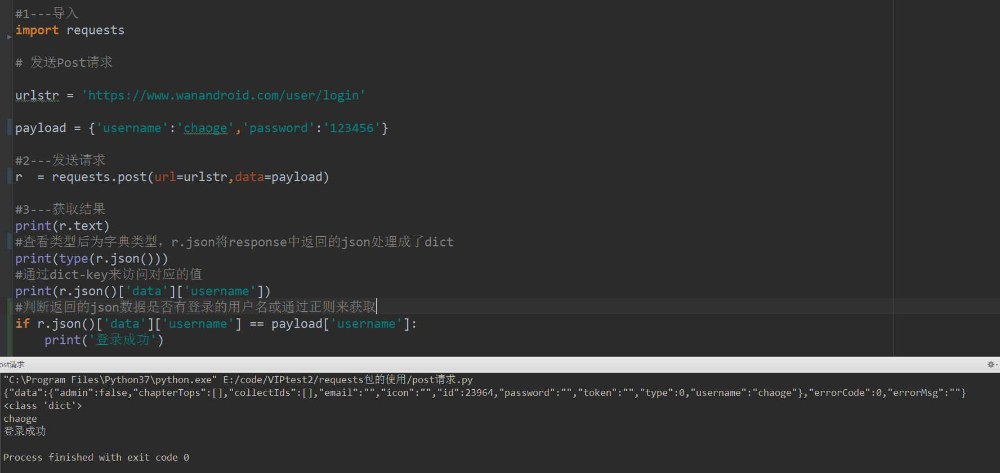 #1---导入
import requests
# 发送Post请求
urlstr = 'https://www.wanandroid.com/user/login'
payload = {'username':'chaoge','password':'123456'}
#2---发送请求
r  = requests.post(url=urlstr,data=payload)
#3---获取结果
print(r.text)
#查看类型后为字典类型，r.json将response中返回的json处理成了dict
print(type(r.json()))
#通过dict-key来访问对应的值
print(r.json()['data']['username'])
#判断返回的json数据是否有登录的用户名或通过正则来获取
if r.json()['data']['username'] == payload['username']:
    print('登录成功')
ost请求
"C:\Program Files\Python37\python.exe" E:/code/VIPtest2/requests包的使用/post请求.py
{"data":{"admin":false,"chapterTops":[],"collectIds":[],"email":"","icon":"","id":23964,"password":"","token":"","type":0,"username":"chaoge"},"errorCode":0,"errorMsg":""}
<class 'dict'>
chaoge
登录成功
Process finished with exit code 0